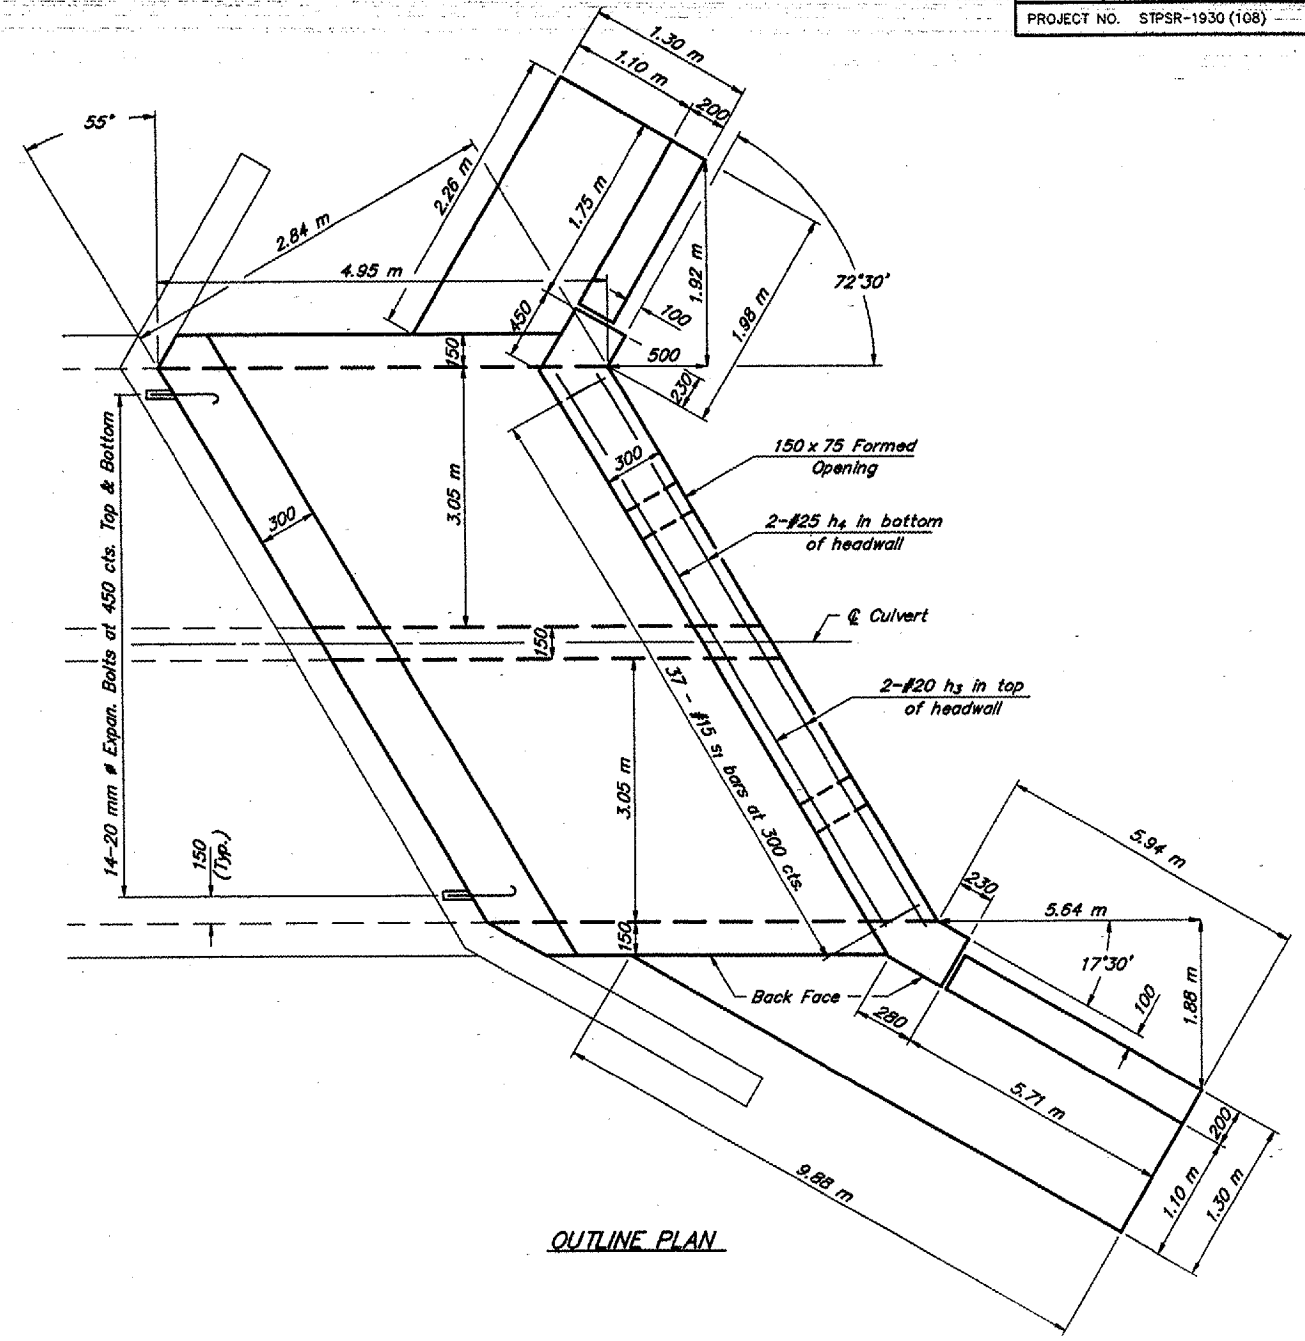 PROJECT NO. STPSR-1930 (108)
1.30 m
1.10 m
200
55°
2.26 m
1.75 m
2.84 m
4.95 m
1.92 m
72°30'
1.98 m
450
100
150
500
230
14-20 mm ø Expan. Bolts at 450 cts. Top & Bottom
3.05 m
300
300
150 x 75 Formed
Opening
2-#25 h4 in bottom
of headwall
℄ Culvert
150
37 - #15 s1 bars at 300 cts.
2-#20 h3 in top
of headwall
3.05 m
150
(Typ.)
5.94 m
230
5.64 m
150
17°30'
100
1.88 m
Back Face
280
5.71 m
200
1.10 m
1.30 m
9.88 m
OUTLINE PLAN